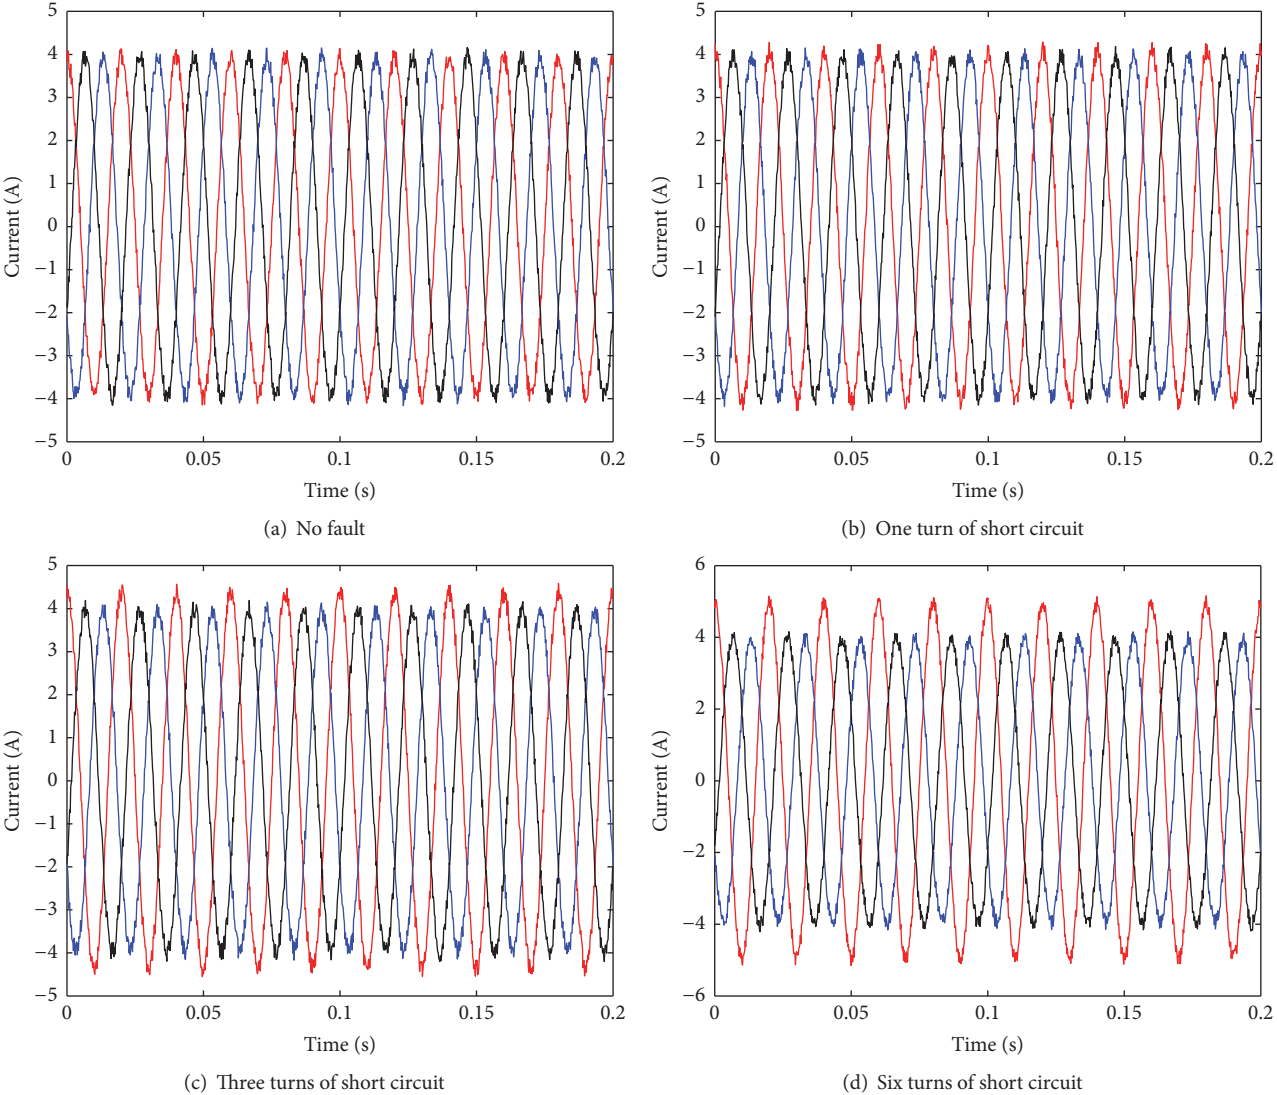 5
4
3
2
1
0
−1
−2
−3
−4
−5
Current (A)
0 0.05 0.1 0.15 0.2
Time (s)
(a) No fault
5
4
3
2
1
0
−1
−2
−3
−4
−5
Current (A)
0 0.05 0.1 0.15 0.2
Time (s)
(b) One turn of short circuit
5
4
3
2
1
0
−1
−2
−3
−4
−5
Current (A)
0 0.05 0.1 0.15 0.2
Time (s)
(c) Three turns of short circuit
6
4
2
0
−2
−4
−6
Current (A)
0 0.05 0.1 0.15 0.2
Time (s)
(d) Six turns of short circuit